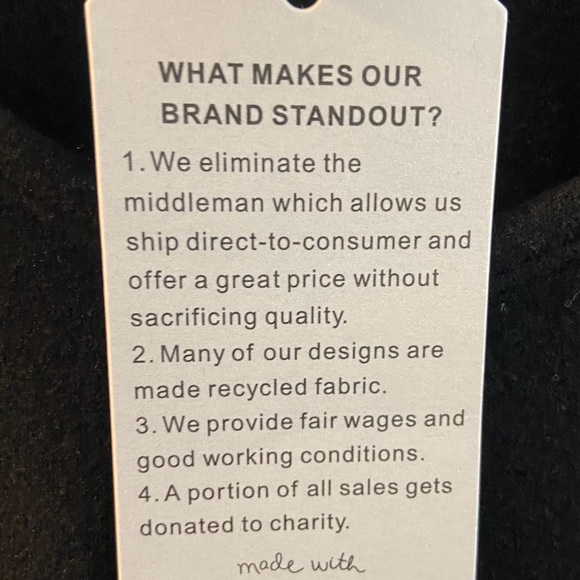 WHAT MAKES OUR
BRAND STANDOUT?
1. We eliminate the
middleman which allows us
ship direct-to-consumer and
offer a great price without
sacrificing quality.
2. Many of our designs are
made recycled fabric.
3. We provide fair wages and
good working conditions.
4. A portion of all sales gets
donated to charity.
made with